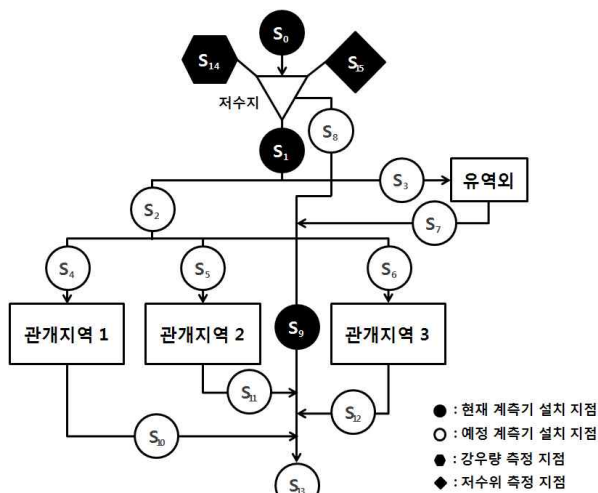 S0
S14
S15
저수지
S8
S1
S3
유역외
S2
S7
S4
S5
S6
관개지역 1
관개지역 2
S9
관개지역 3
S11
S12
S10
S13
● : 현재 계측기 설치 지점
○ : 예정 계측기 설치 지점
⬢ : 강우량 측정 지점
◆ : 저수위 측정 지점